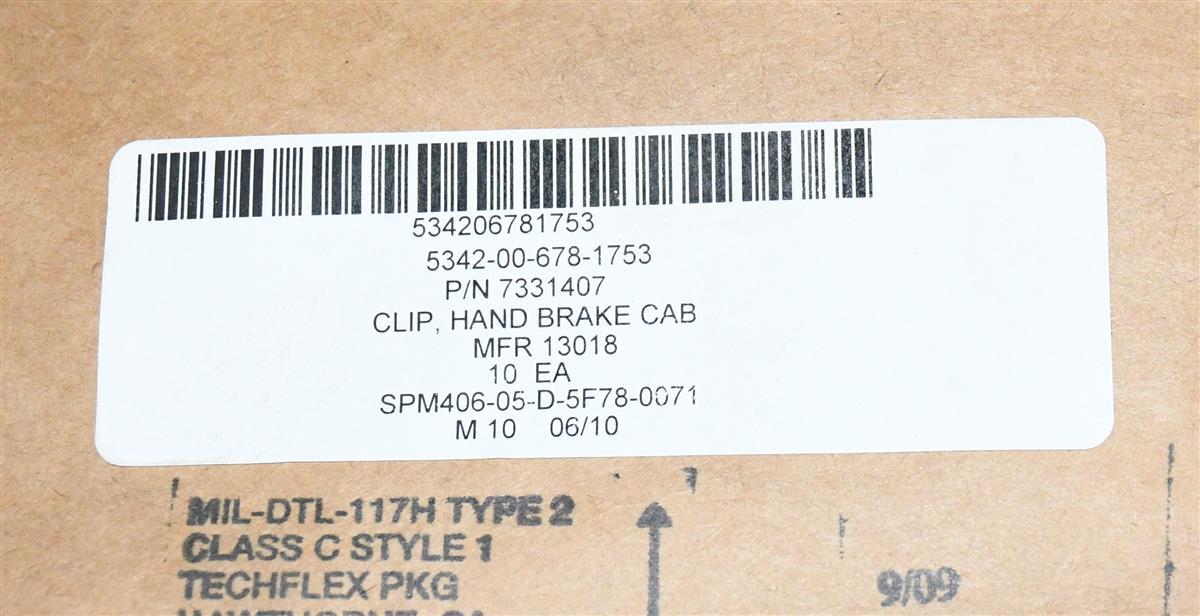 534206781753
5342-00-678-1753
P/N 7331407
CLIP, HAND BRAKE CAB
MFR 13018
10 EA
SPM406-05-D-5F78-0071
M 10 06/10
MIL-DTL-117H TYPE 2
CLASS C STYLE 1
TECHFLEX PKG
9/09